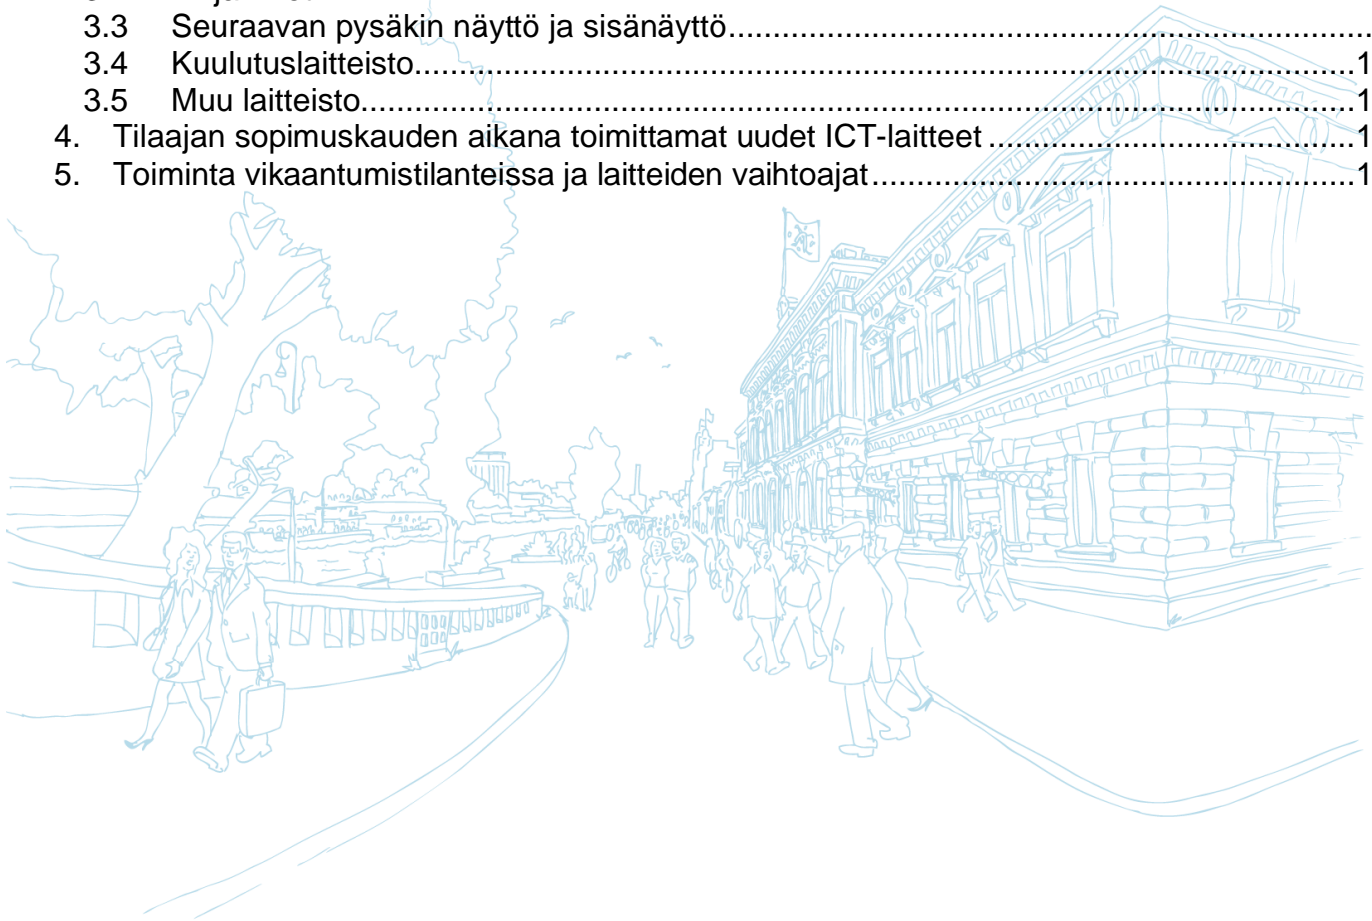 3.3 Seuraavan pysäkin näyttö ja sisänäyttö..........................................................................
3.4 Kuulutuslaitteisto..........................................................................................................1
3.5 Muu laitteisto................................................................................................................1
4. Tilaajan sopimuskauden aikana toimittamat uudet ICT-laitteet .........................................1
5. Toiminta vikaantumistilanteissa ja laitteiden vaihtoajat......................................................1